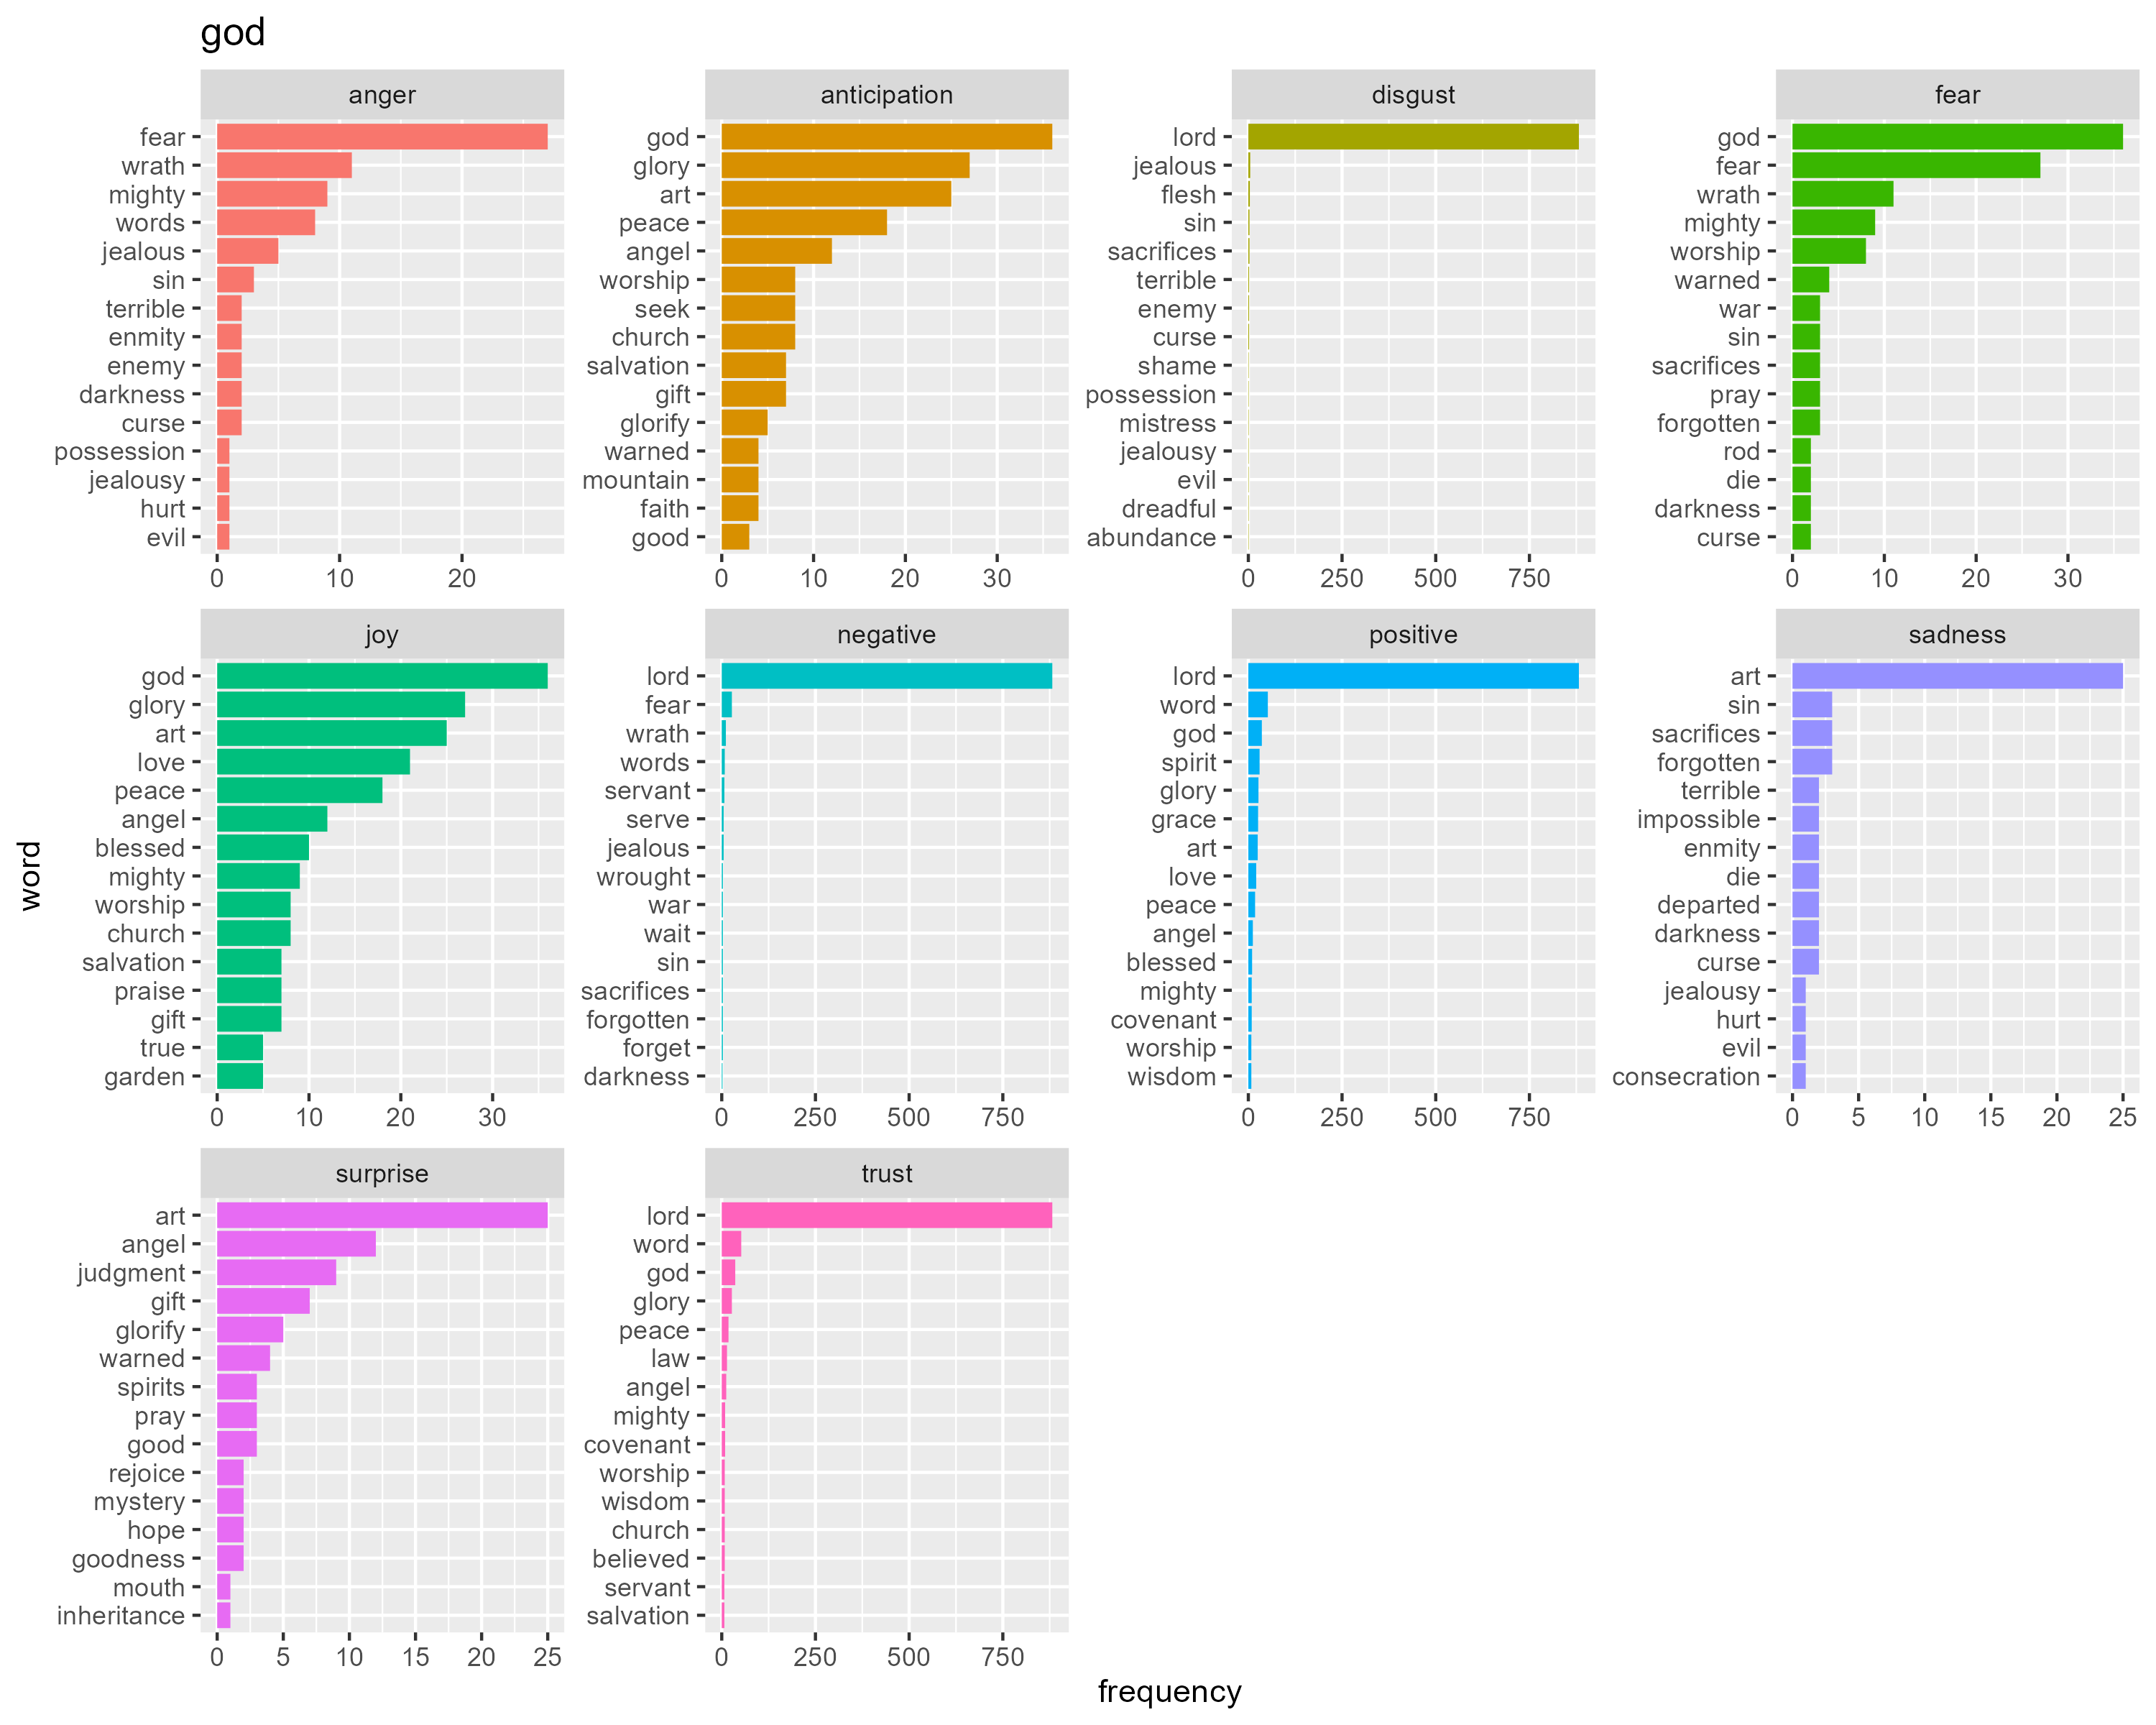 god
anger
fear
wrath
mighty
words
jealous
sin
terrible
enmity
enemy
darkness
curse
possession
jealousy
hurt
evil
0 10 20
anticipation
god
glory
art
peace
angel
worship
seek
church
salvation
gift
glorify
warned
mountain
faith
good
0 10 20 30
disgust
lord
jealous
flesh
sin
sacrifices
terrible
enemy
curse
shame
possession
mistress
jealousy
evil
dreadful
abundance
0 250 500 750
fear
god
fear
wrath
mighty
worship
warned
war
sin
sacrifices
pray
forgotten
rod
die
darkness
curse
0 10 20 30
word
joy
god
glory
art
love
peace
angel
blessed
mighty
worship
church
salvation
praise
gift
true
garden
0 10 20 30
negative
lord
fear
wrath
words
servant
serve
jealous
wrought
war
wait
sin
sacrifices
forgotten
forget
darkness
0 250 500 750
positive
lord
word
god
spirit
glory
grace
art
love
peace
angel
blessed
mighty
covenant
worship
wisdom
0 250 500 750
sadness
art
sin
sacrifices
forgotten
terrible
impossible
enmity
die
departed
darkness
curse
jealousy
hurt
evil
consecration
0 5 10 15 20 25
surprise
art
angel
judgment
gift
glorify
warned
spirits
pray
good
rejoice
mystery
hope
goodness
mouth
inheritance
0 5 10 15 20 25
trust
lord
word
god
glory
peace
law
angel
mighty
covenant
worship
wisdom
church
believed
servant
salvation
0 250 500 750
frequency